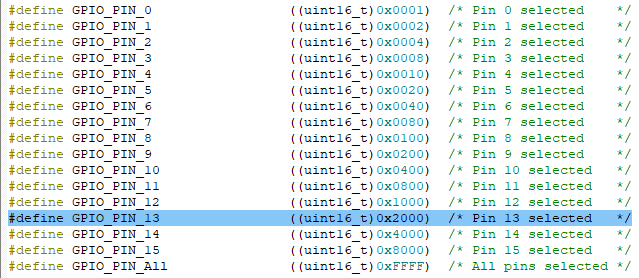 #define GPIO_PIN_0                 ((uint16_t)0x0001)  /* Pin 0 selected    */
#define GPIO_PIN_1                 ((uint16_t)0x0002)  /* Pin 1 selected    */
#define GPIO_PIN_2                 ((uint16_t)0x0004)  /* Pin 2 selected    */
#define GPIO_PIN_3                 ((uint16_t)0x0008)  /* Pin 3 selected    */
#define GPIO_PIN_4                 ((uint16_t)0x0010)  /* Pin 4 selected    */
#define GPIO_PIN_5                 ((uint16_t)0x0020)  /* Pin 5 selected    */
#define GPIO_PIN_6                 ((uint16_t)0x0040)  /* Pin 6 selected    */
#define GPIO_PIN_7                 ((uint16_t)0x0080)  /* Pin 7 selected    */
#define GPIO_PIN_8                 ((uint16_t)0x0100)  /* Pin 8 selected    */
#define GPIO_PIN_9                 ((uint16_t)0x0200)  /* Pin 9 selected    */
#define GPIO_PIN_10                ((uint16_t)0x0400)  /* Pin 10 selected   */
#define GPIO_PIN_11                ((uint16_t)0x0800)  /* Pin 11 selected   */
#define GPIO_PIN_12                ((uint16_t)0x1000)  /* Pin 12 selected   */
#define GPIO_PIN_13                ((uint16_t)0x2000)  /* Pin 13 selected   */
#define GPIO_PIN_14                ((uint16_t)0x4000)  /* Pin 14 selected   */
#define GPIO_PIN_15                ((uint16_t)0x8000)  /* Pin 15 selected   */
#define GPIO_PIN_All               ((uint16_t)0xFFFF)  /* All pins selected */